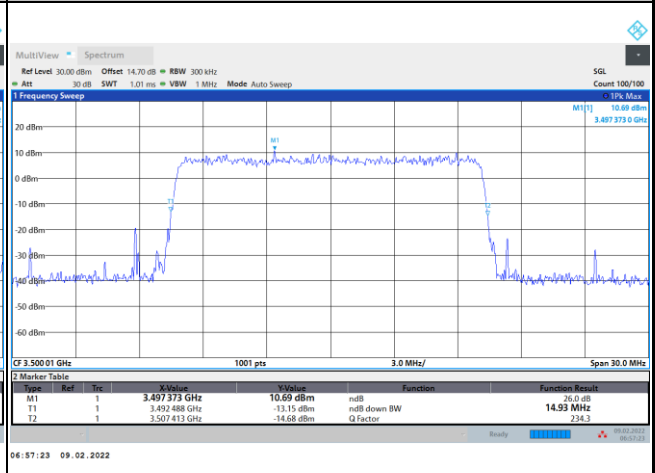 MultiView Spectrum
Ref Level 30.00 dBm Offset 14.70 dB RBW 300 kHz SGL
Att 30 dB SWT 1.01 ms VBW 1 MHz Mode Auto Sweep Count 100/100
1 Frequency Sweep 1Pk Max
M1[1] 10.69 dBm
3.497 373 0 GHz
20 dBm
M1
10 dBm
0 dBm
T1
-10 dBm
T2
-20 dBm
-30 dBm
-40 dBm
-50 dBm
-60 dBm
CF 3.500 01 GHz 1001 pts 3.0 MHz/ Span 30.0 MHz
2 Marker Table
Type Ref Trc X-Value Y-Value Function Function Result
M1 1 3.497 373 GHz 10.69 dBm ndB 26.0 dB
T1 1 3.492 488 GHz -13.15 dBm ndB down BW 14.93 MHz
T2 1 3.507 413 GHz -14.68 dBm Q Factor 234.3
Ready 09.02.2022
06:57:23
06:57:23 09.02.2022